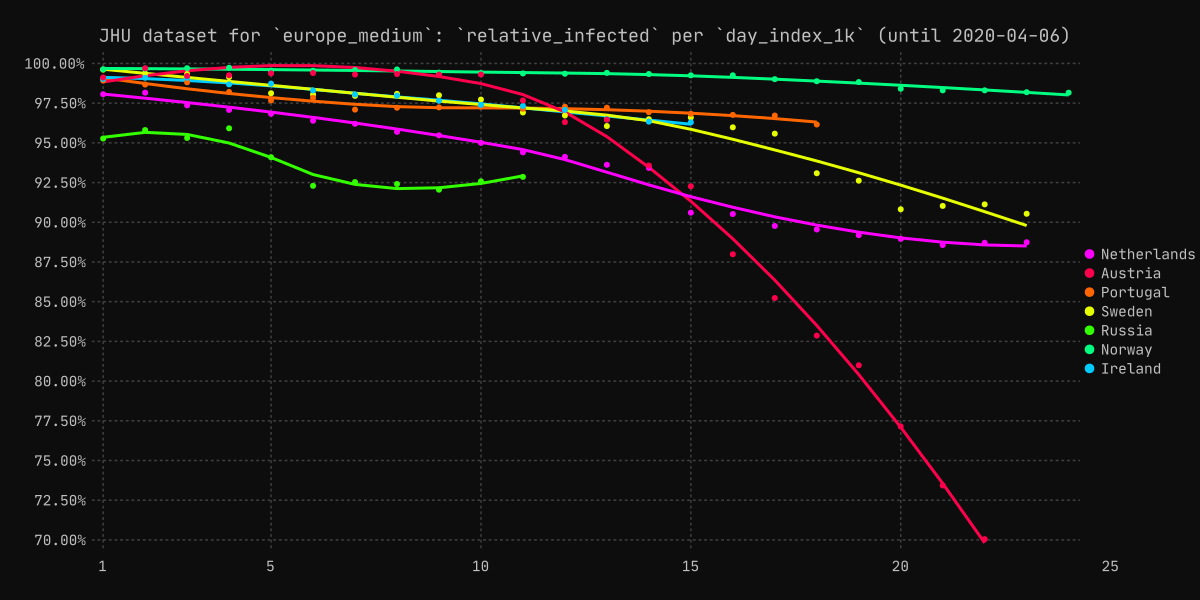 JHU dataset for `europe_medium`: `relative_infected` per `day_index_1k` (until 2020-04-06)
100.00%
97.50%
95.00%
92.50%
90.00%
87.50%
85.00%
82.50%
80.00%
77.50%
75.00%
72.50%
70.00%
1 5 10 15 20 25
Netherlands
Austria
Portugal
Sweden
Russia
Norway
Ireland